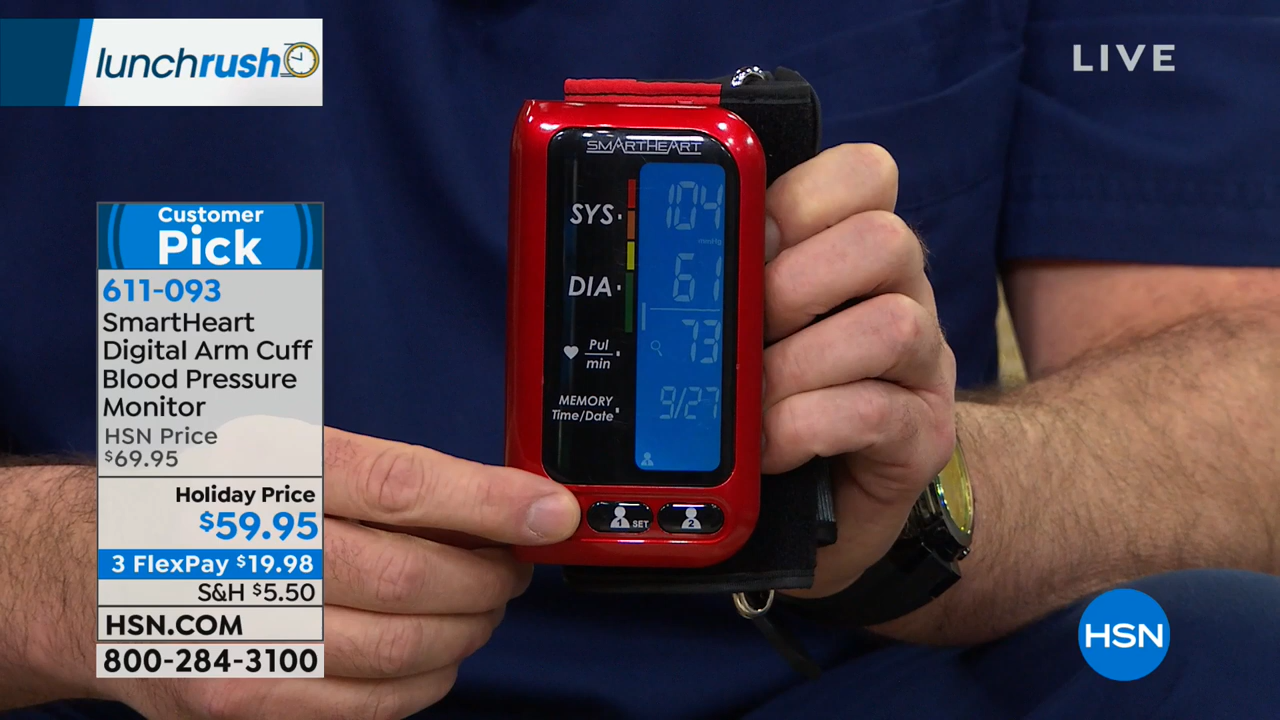 lunchrush
LIVE
Customer
Pick
611-093
SmartHeart
Digital Arm Cuff
Blood Pressure
Monitor
HSN Price
$69.95
Holiday Price
$59.95
3 FlexPay $19.98
S&H $5.50
HSN.COM
800-284-3100
SMARTHEART
SYS
104
mmHg
DIA
61
Pul
min
73
MEMORY
Time/Date
9/27
1 SET
2
HSN